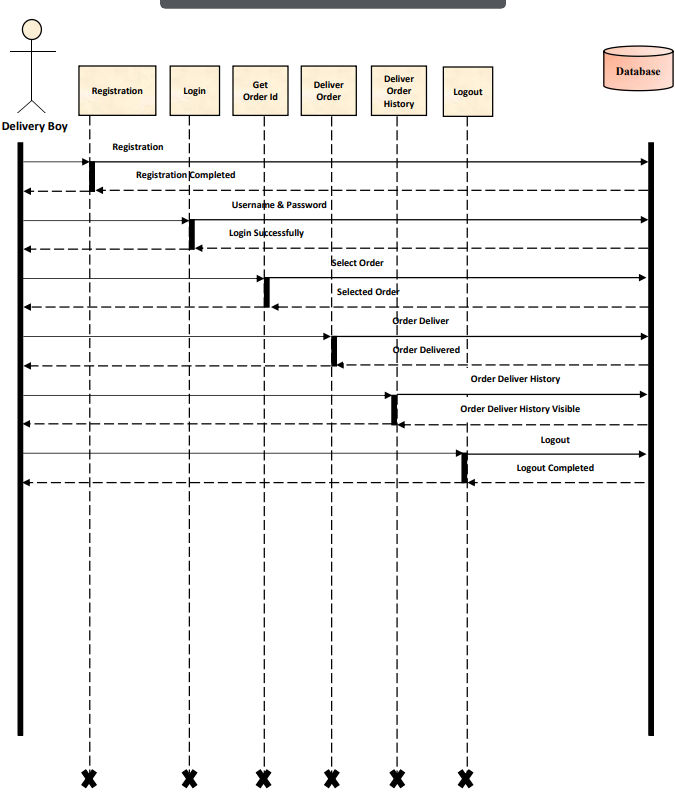 Delivery Boy
Registration
Login
Get
Order Id
Deliver
Order
Deliver
Order
History
Logout
Database
Registration
Registration Completed
Username & Password
Login Successfully
Select Order
Selected Order
Order Deliver
Order Delivered
Order Deliver History
Order Deliver History Visible
Logout
Logout Completed